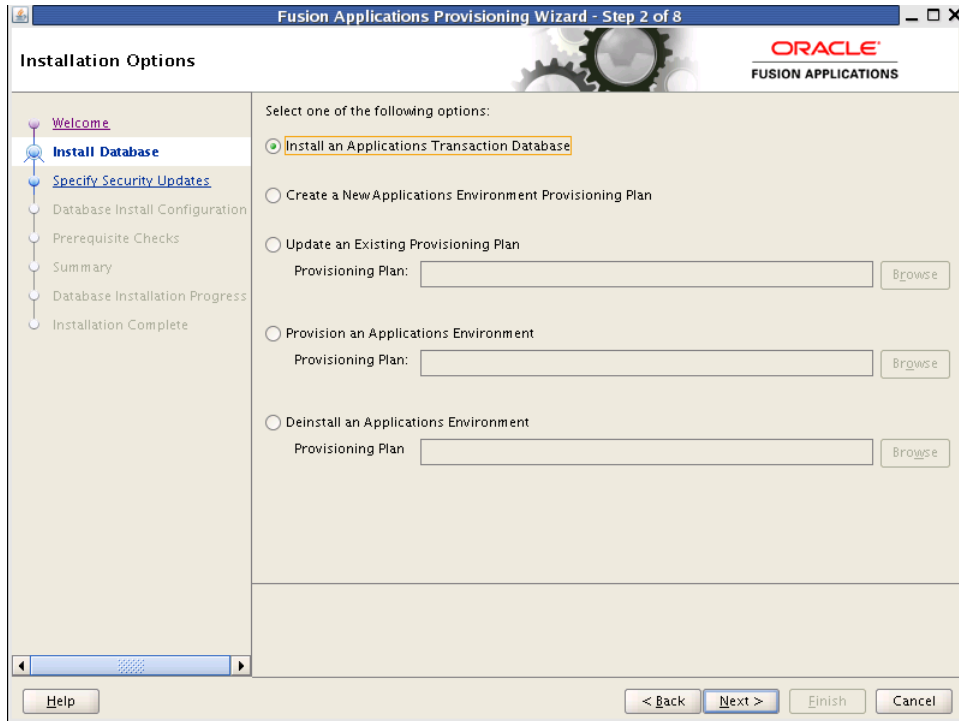 Fusion Applications Provisioning Wizard - Step 2 of 8
Installation Options
ORACLE
FUSION APPLICATIONS
Welcome
Install Database
Specify Security Updates
Database Install Configuration
Prerequisite Checks
Summary
Database Installation Progress
Installation Complete
Select one of the following options:
Install an Applications Transaction Database
Create a New Applications Environment Provisioning Plan
Update an Existing Provisioning Plan
Provisioning Plan:
Browse
Provision an Applications Environment
Provisioning Plan:
Browse
Deinstall an Applications Environment
Provisioning Plan
Browse
Help
< Back
Next >
Finish
Cancel